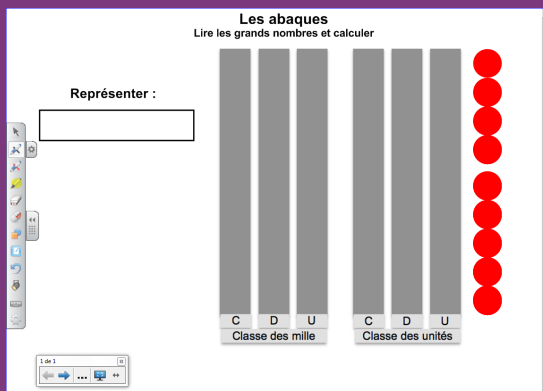 Les abaques
Lire les grands nombres et calculer
Représenter :
C D U C D U
Classe des mille Classe des unités
1 de 1
...